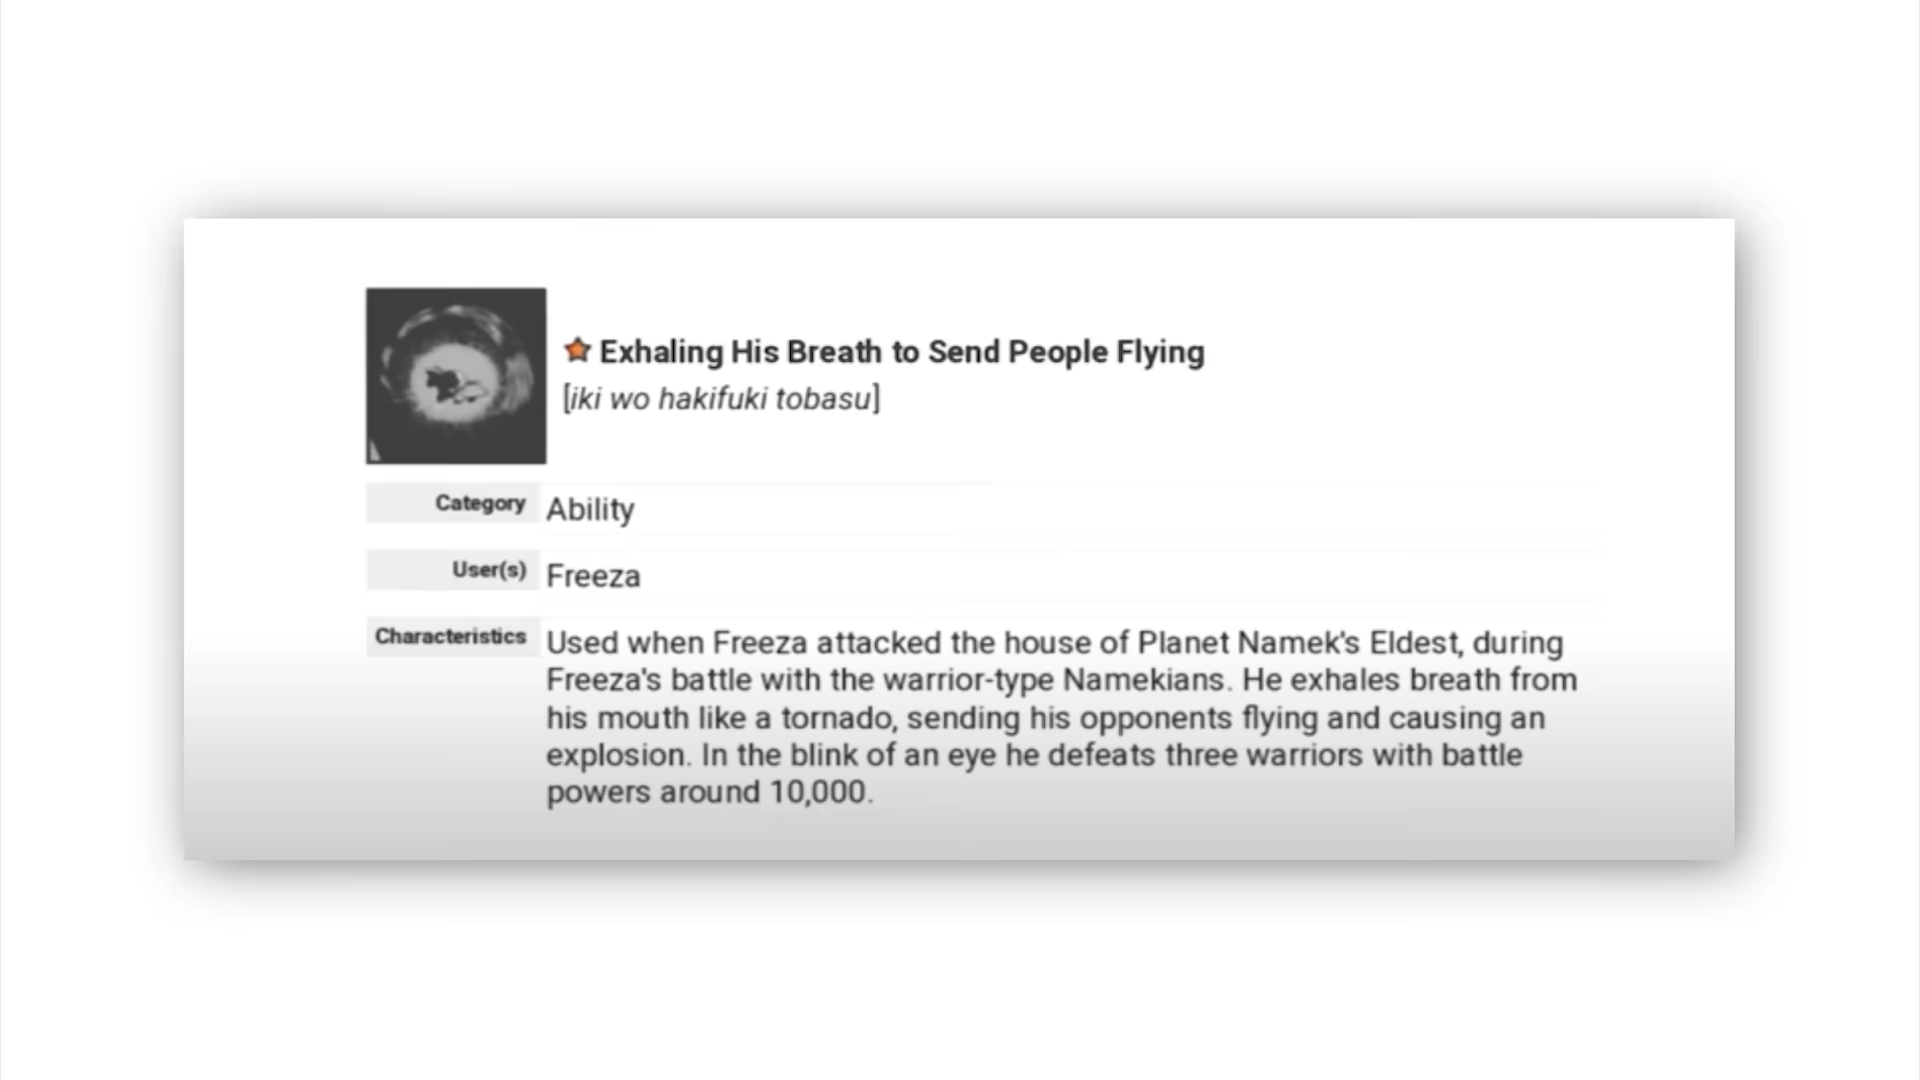 Exhaling His Breath to Send People Flying
[iki wo hakifuki tobasu]
Category Ability
User(s) Freeza
Characteristics Used when Freeza attacked the house of Planet Namek's Eldest, during
Freeza's battle with the warrior-type Namekians. He exhales breath from
his mouth like a tornado, sending his opponents flying and causing an
explosion. In the blink of an eye he defeats three warriors with battle
powers around 10,000.